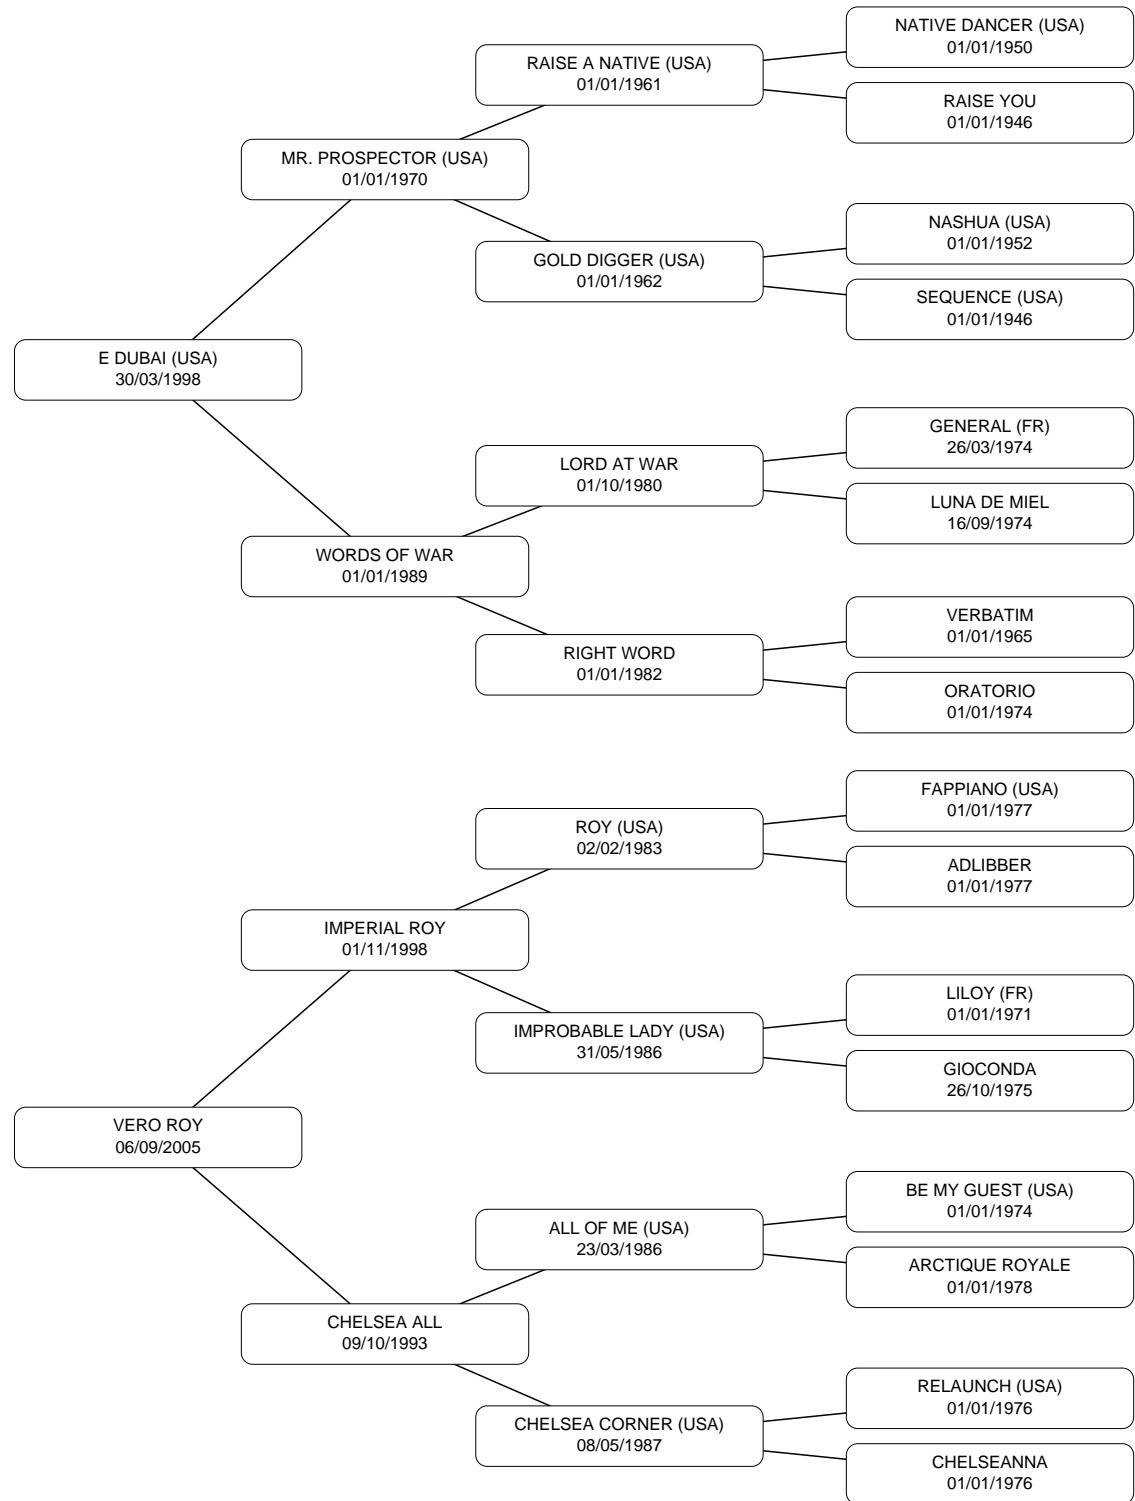 NATIVE DANCER (USA)
01/01/1950
RAISE A NATIVE (USA)
01/01/1961
RAISE YOU
01/01/1946
MR. PROSPECTOR (USA)
01/01/1970
NASHUA (USA)
01/01/1952
GOLD DIGGER (USA)
01/01/1962
SEQUENCE (USA)
01/01/1946
E DUBAI (USA)
30/03/1998
GENERAL (FR)
26/03/1974
LORD AT WAR
01/10/1980
LUNA DE MIEL
16/09/1974
WORDS OF WAR
01/01/1989
VERBATIM
01/01/1965
RIGHT WORD
01/01/1982
ORATORIO
01/01/1974
FAPPIANO (USA)
01/01/1977
ROY (USA)
02/02/1983
ADLIBBER
01/01/1977
IMPERIAL ROY
01/11/1998
LILOY (FR)
01/01/1971
IMPROBABLE LADY (USA)
31/05/1986
GIOCONDA
26/10/1975
VERO ROY
06/09/2005
BE MY GUEST (USA)
01/01/1974
ALL OF ME (USA)
23/03/1986
ARCTIQUE ROYALE
01/01/1978
CHELSEA ALL
09/10/1993
RELAUNCH (USA)
01/01/1976
CHELSEA CORNER (USA)
08/05/1987
CHELSEANNA
01/01/1976